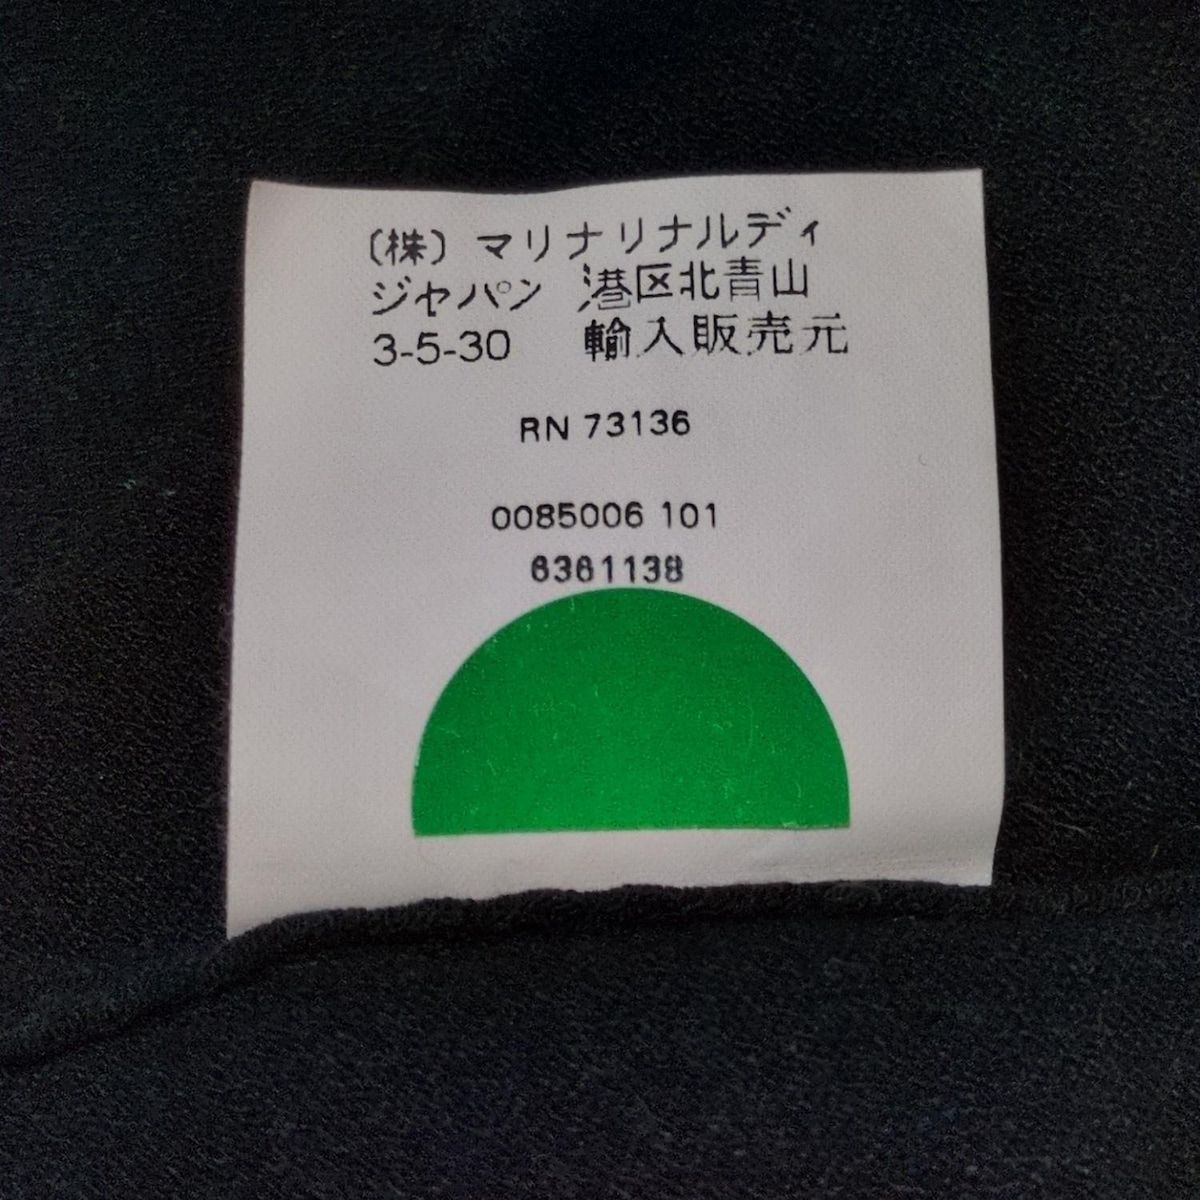 (株) マリナリナルディ
ジャパン 港区北青山
3-5-30 輸入販売元
RN 73136
0085006 101
6361138